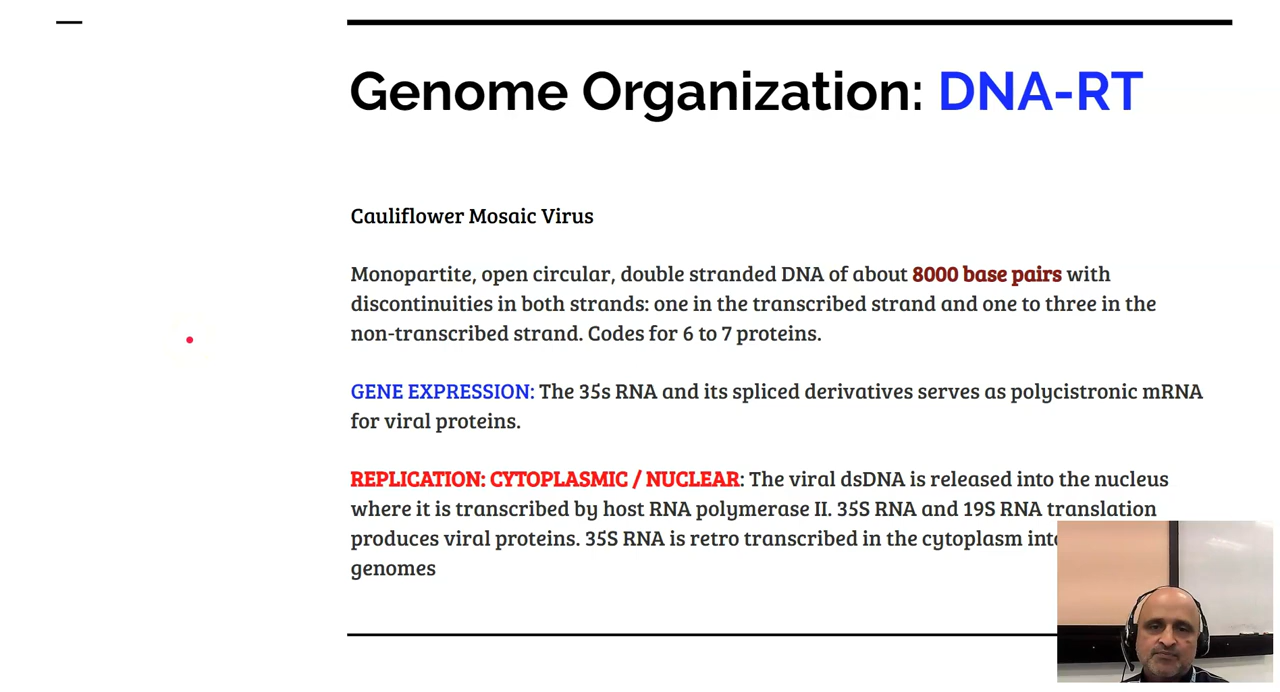 Genome Organization: DNA-RT
Cauliflower Mosaic Virus
Monopartite, open circular, double stranded DNA of about 8000 base pairs with
discontinuities in both strands: one in the transcribed strand and one to three in the
non-transcribed strand. Codes for 6 to 7 proteins.
GENE EXPRESSION: The 35s RNA and its spliced derivatives serves as polycistronic mRNA
for viral proteins.
REPLICATION: CYTOPLASMIC / NUCLEAR: The viral dsDNA is released into the nucleus
where it is transcribed by host RNA polymerase II. 35S RNA and 19S RNA translation
produces viral proteins. 35S RNA is retro transcribed in the cytoplasm
genomes